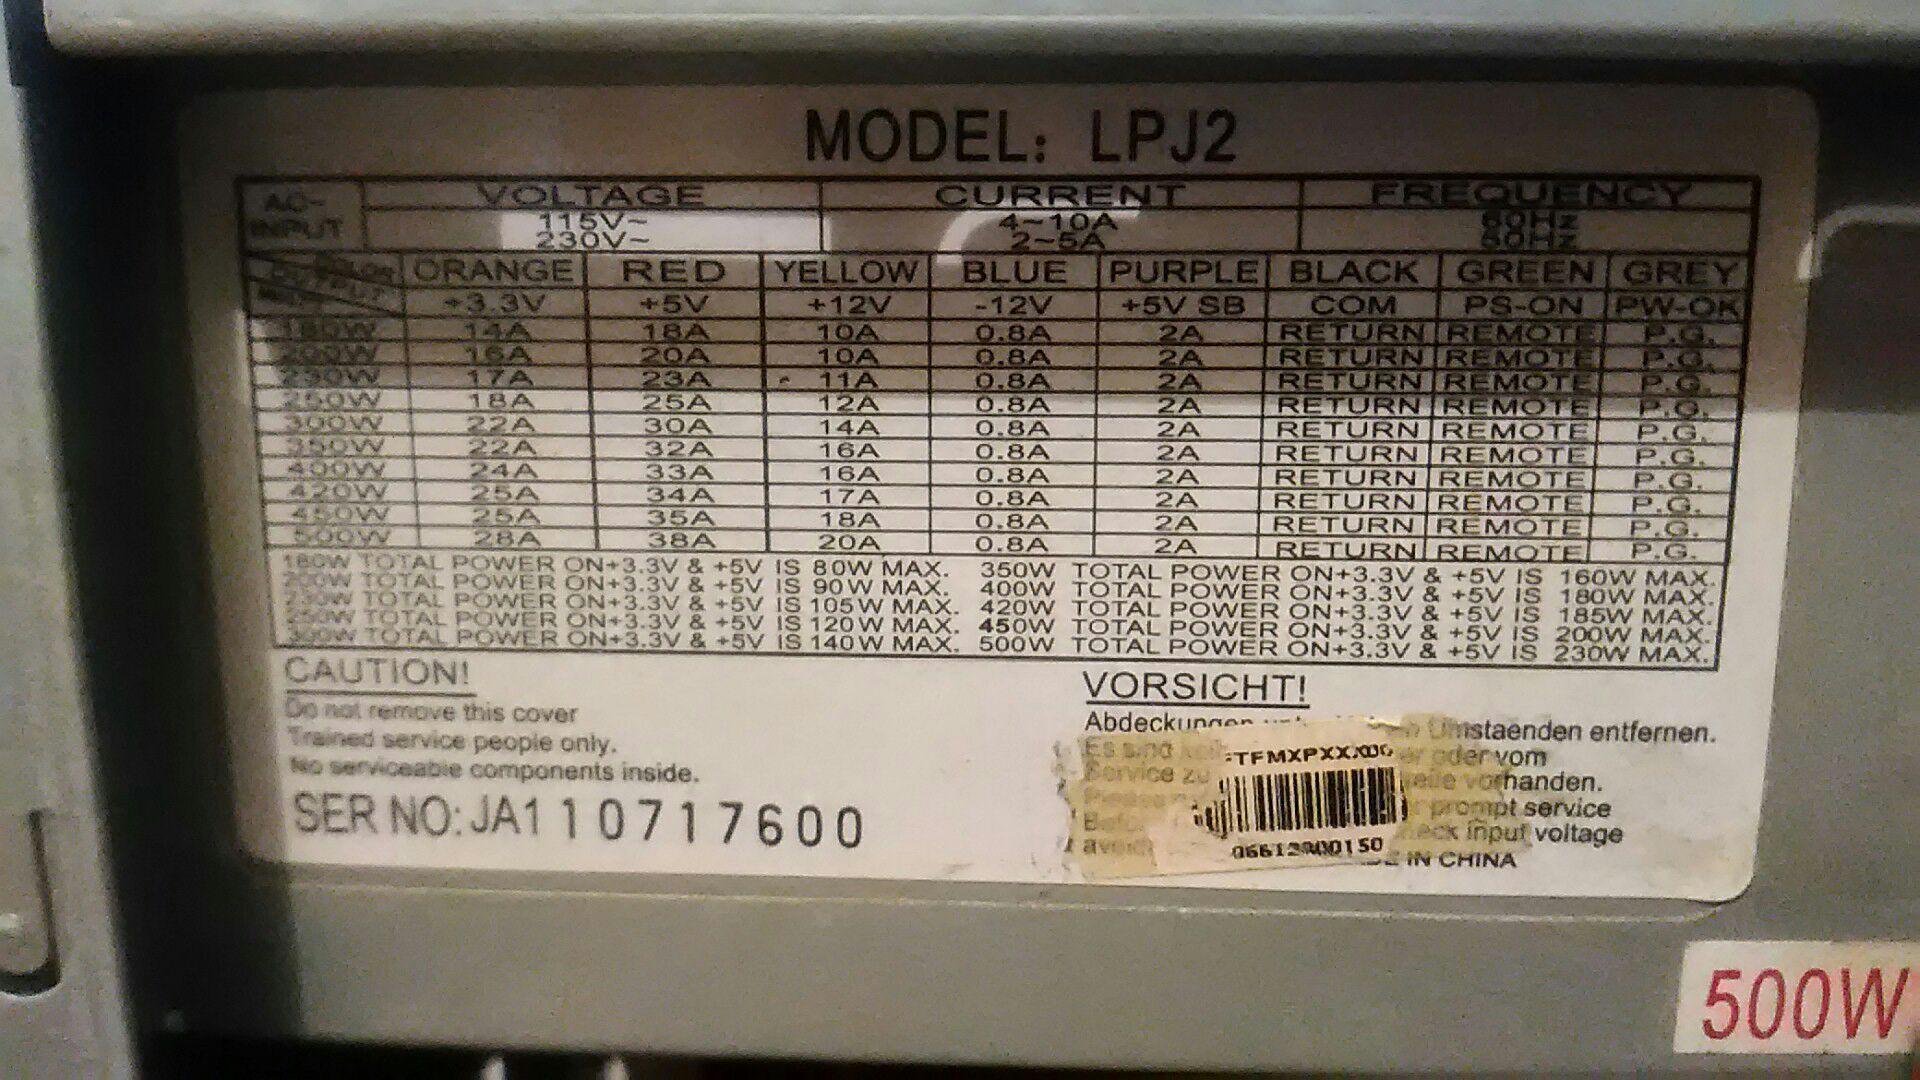 MODEL: LPJ2
AC-INPUT VOLTAGE CURRENT FREQUENCY
115V~ 4~10A 60Hz
230V~ 2~5A 50Hz
COLOR OUTPUT ORANGE RED YELLOW BLUE PURPLE BLACK GREEN GREY
+3.3V +5V +12V -12V +5V SB COM PS-ON PW-OK
180W 14A 18A 10A 0.8A 2A RETURN REMOTE P.G.
200W 16A 20A 10A 0.8A 2A RETURN REMOTE P.G.
230W 17A 23A 11A 0.8A 2A RETURN REMOTE P.G.
250W 18A 25A 12A 0.8A 2A RETURN REMOTE P.G.
300W 22A 30A 14A 0.8A 2A RETURN REMOTE P.G.
350W 22A 32A 16A 0.8A 2A RETURN REMOTE P.G.
400W 24A 33A 16A 0.8A 2A RETURN REMOTE P.G.
420W 25A 34A 17A 0.8A 2A RETURN REMOTE P.G.
450W 25A 35A 18A 0.8A 2A RETURN REMOTE P.G.
500W 28A 38A 20A 0.8A 2A RETURN REMOTE P.G.
180W TOTAL POWER ON+3.3V & +5V IS 80W MAX. 350W TOTAL POWER ON+3.3V & +5V IS 160W MAX.
200W TOTAL POWER ON+3.3V & +5V IS 90W MAX. 400W TOTAL POWER ON+3.3V & +5V IS 180W MAX.
230W TOTAL POWER ON+3.3V & +5V IS 105W MAX. 420W TOTAL POWER ON+3.3V & +5V IS 185W MAX.
250W TOTAL POWER ON+3.3V & +5V IS 120W MAX. 450W TOTAL POWER ON+3.3V & +5V IS 200W MAX.
300W TOTAL POWER ON+3.3V & +5V IS 140W MAX. 500W TOTAL POWER ON+3.3V & +5V IS 230W MAX.
CAUTION!
Do not remove this cover
Trained service people only.
No serviceable components inside.
SER NO: JA110717600
VORSICHT!
Abdeckungen Umstaenden entfernen.
Es sind oder vom
Service zu vorhanden.
prompt service
input voltage
IN CHINA
500W